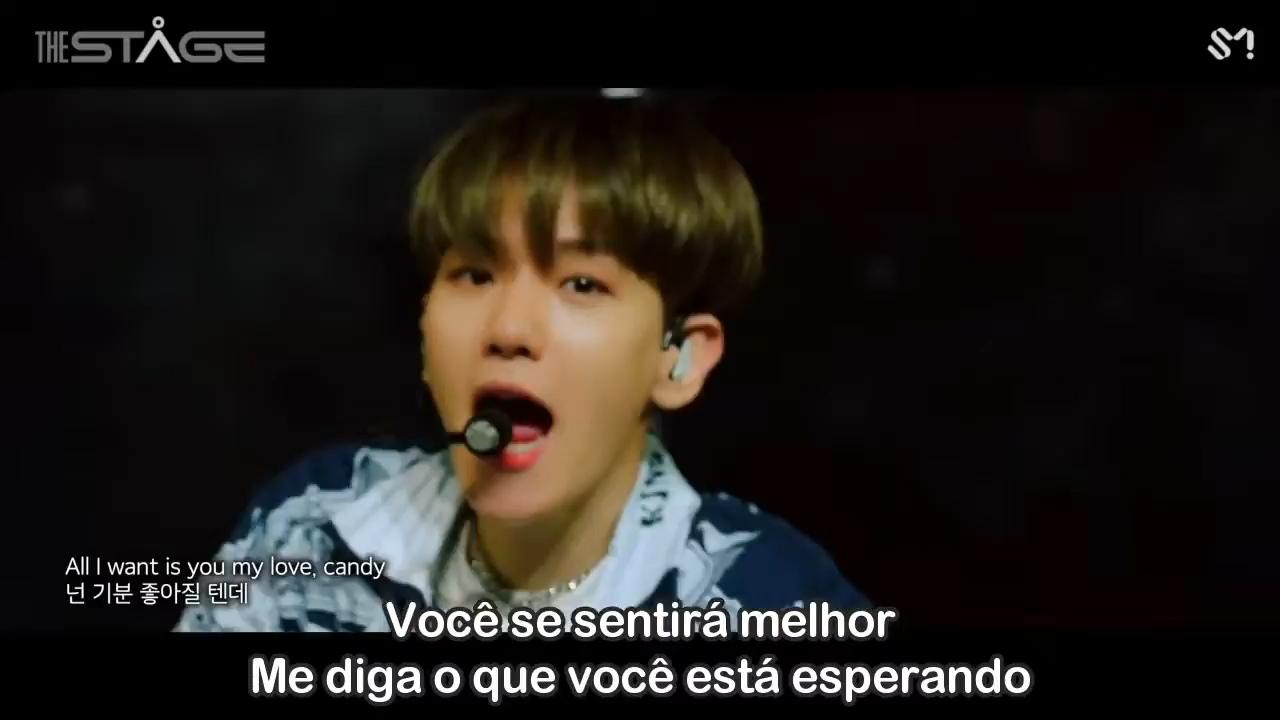 THE STAGE
SM!
All I want is you my love, candy
넌 기분 좋아질 텐데
KING
Você se sentirá melhor
Me diga o que você está esperando